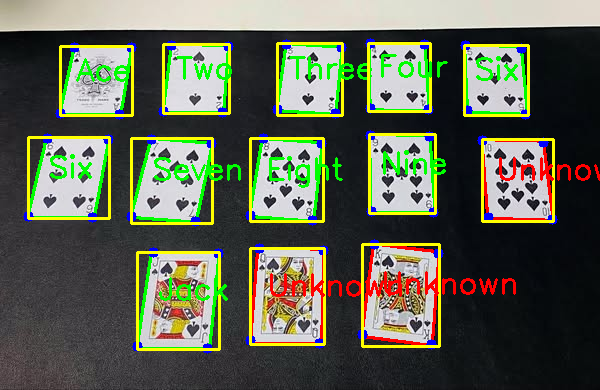 Ace Two Three Four Six
Six Seven Eight Nine Unknow
Jack Unknown Unknown